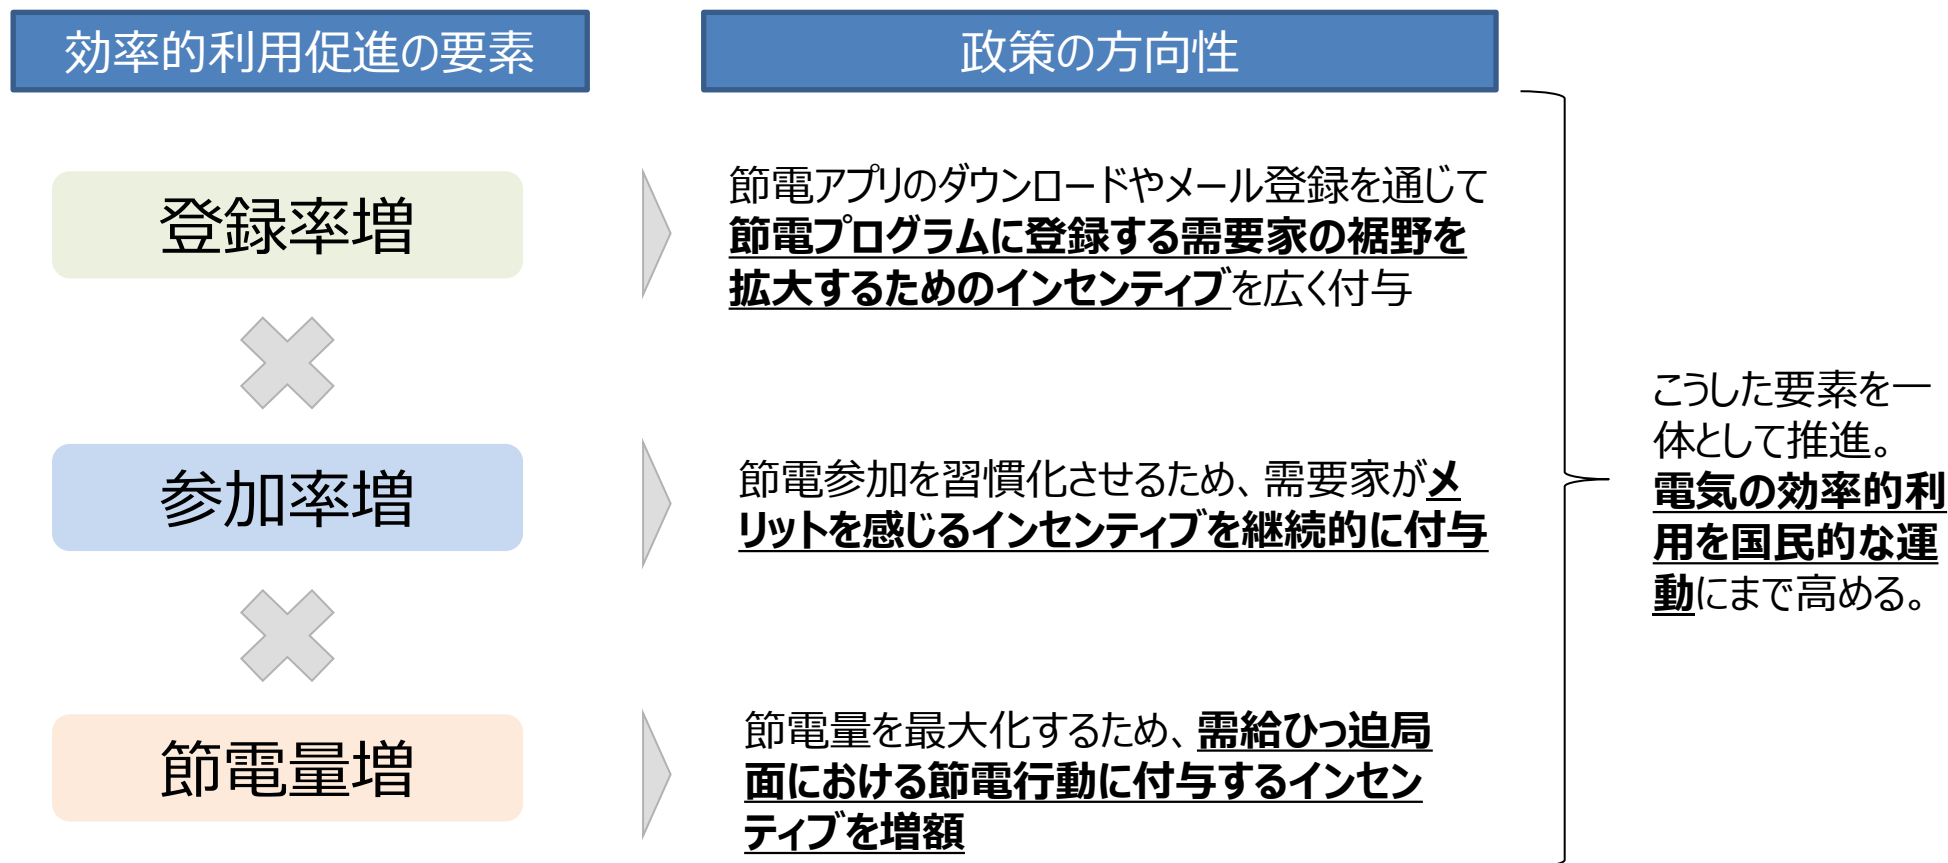 効率的利用促進の要素
政策の方向性
登録率増
節電アプリのダウンロードやメール登録を通じて
節電プログラムに登録する需要家の裾野を
拡大するためのインセンティブを広く付与
参加率増
節電参加を習慣化させるため、需要家がメ
リットを感じるインセンティブを継続的に付与
節電量増
節電量を最大化するため、需給ひっ迫局
面における節電行動に付与するインセン
ティブを増額
こうした要素を一
体として推進。
電気の効率的利
用を国民的な運
動にまで高める。